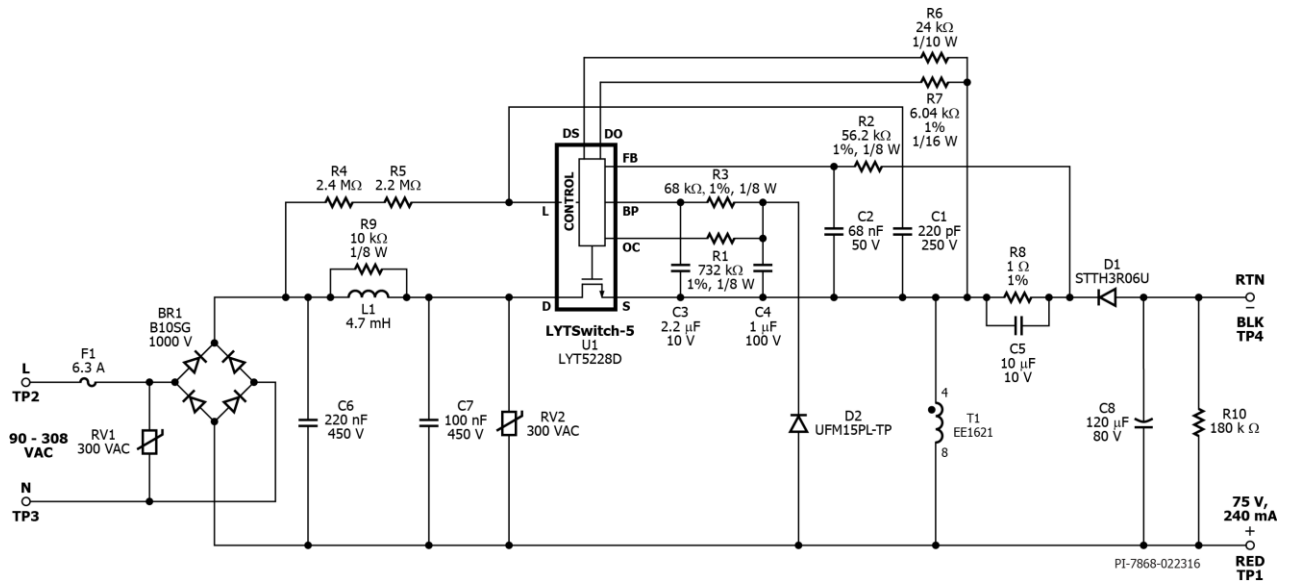 R6
24 kΩ
1/10 W
R7
6.04 kΩ
1%
1/16 W
DS
DO
R2
56.2 kΩ
1%, 1/8 W
FB
R4
2.4 MΩ
R5
2.2 MΩ
R3
68 kΩ, 1%, 1/8 W
L
CONTROL
BP
OC
R9
10 kΩ
1/8 W
R1
732 kΩ
1%, 1/8 W
C2
68 nF
50 V
C1
220 pF
250 V
R8
1 Ω
1%
D1
STTH3R06U
RTN
–
BLK
TP4
L1
4.7 mH
D
S
LYTSwitch-5
U1
LYT5228D
C3
2.2 µF
10 V
C4
1 µF
100 V
C5
10 µF
10 V
BR1
B10SG
1000 V
F1
6.3 A
L
TP2
90 - 308
VAC
RV1
300 VAC
C6
220 nF
450 V
C7
100 nF
450 V
RV2
300 VAC
D2
UFM15PL-TP
4
T1
EE1621
8
C8
120 µF
80 V
R10
180 k Ω
N
TP3
75 V,
240 mA
+
RED
TP1
PI-7868-022316